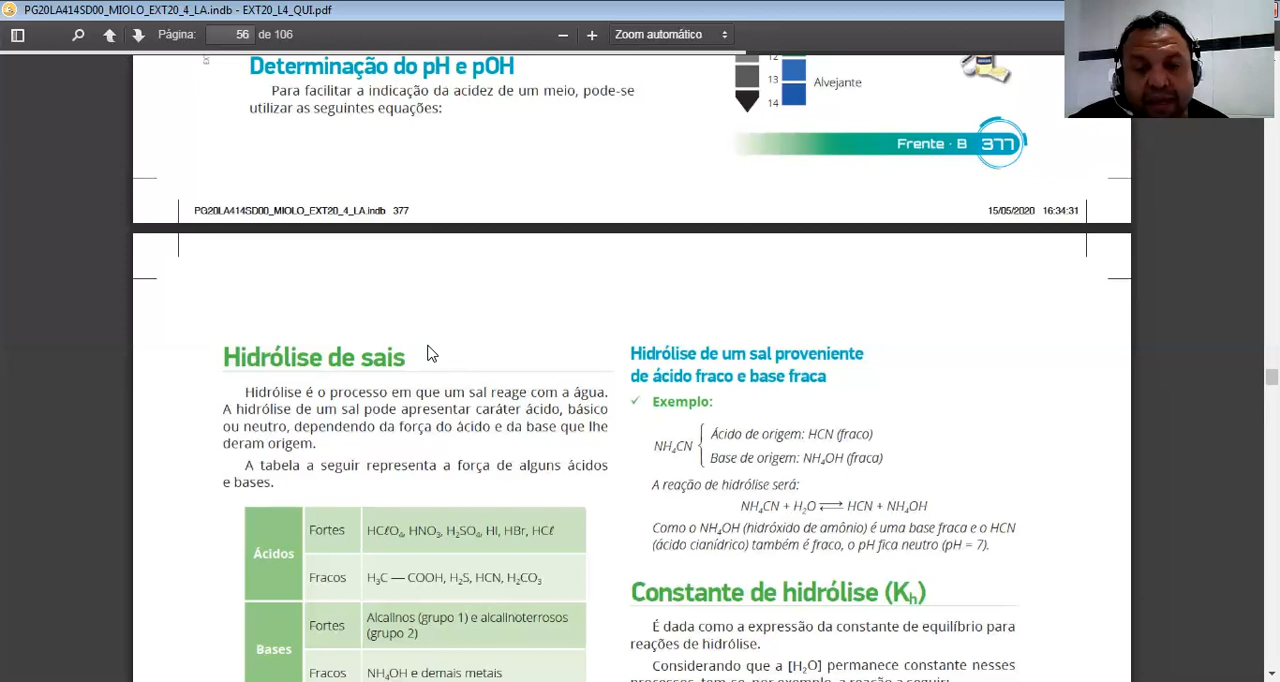 PG20LA414SD00_MIOLO_EXT20_4_LA.indb - EXT20_L4_QUI.pdf
Página: 56 de 106
Zoom automático
Determinação do pH e pOH
Para facilitar a indicação da acidez de um meio, pode-se
utilizar as seguintes equações:
12
13
14
Alvejante
Frente · B 377
PG20LA414SD00_MIOLO_EXT20_4_LA.indb 377
15/05/2020 16:34:31
Hidrólise de sais
Hidrólise é o processo em que um sal reage com a água.
A hidrólise de um sal pode apresentar caráter ácido, básico
ou neutro, dependendo da força do ácido e da base que lhe
deram origem.
A tabela a seguir representa a força de alguns ácidos
e bases.
Ácidos
Fortes
HCℓO₄, HNO₃, H₂SO₄, HI, HBr, HCℓ
Fracos
H₃C — COOH, H₂S, HCN, H₂CO₃
Bases
Fortes
Alcalinos (grupo 1) e alcalinoterrosos
(grupo 2)
Fracos
NH₄OH e demais metais
Hidrólise de um sal proveniente
de ácido fraco e base fraca
✓ Exemplo:
NH₄CN
Ácido de origem: HCN (fraco)
Base de origem: NH₄OH (fraca)
A reação de hidrólise será:
NH₄CN + H₂O ⇌ HCN + NH₄OH
Como o NH₄OH (hidróxido de amônio) é uma base fraca e o HCN
(ácido cianídrico) também é fraco, o pH fica neutro (pH = 7).
Constante de hidrólise (Kₕ)
É dada como a expressão da constante de equilíbrio para
reações de hidrólise.
Considerando que a [H₂O] permanece constante nesses
processos, tem-se, por exemplo, a reação a seguir: